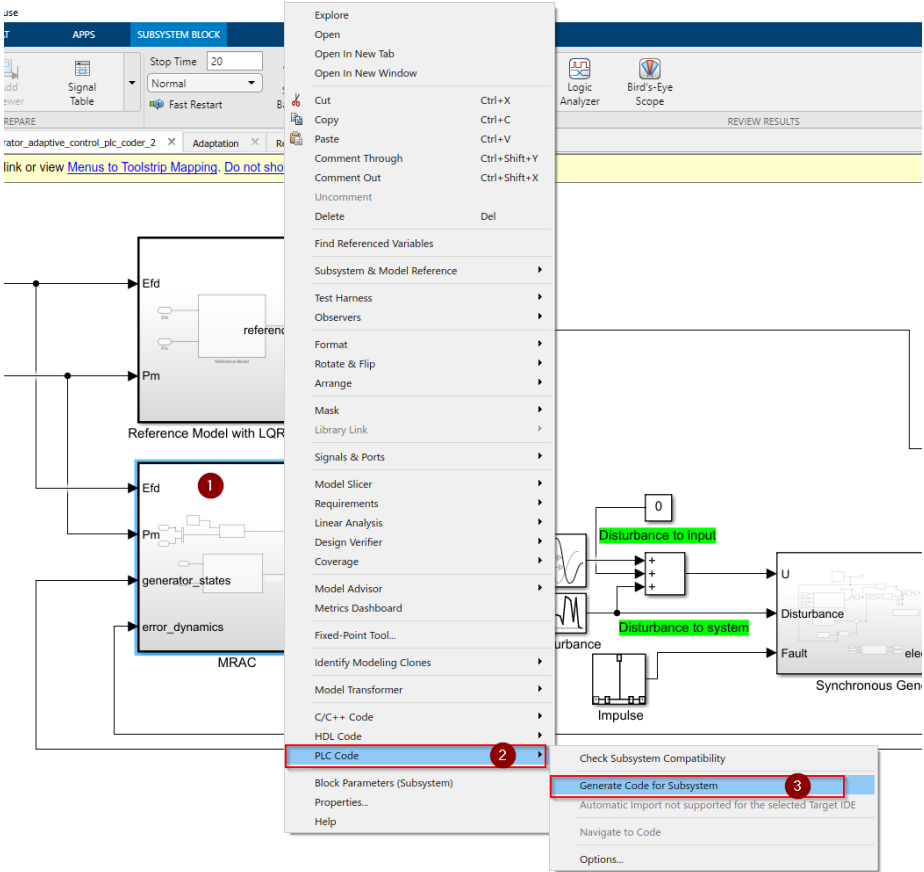 use
AT
APPS
SUBSYSTEM BLOCK
Stop Time 20
Normal
Fast Restart
Signal
Table
Logic
Analyzer
Bird's-Eye
Scope
REVIEW RESULTS
rator_adaptive_control_plc_coder_2
Adaptation
link or view Menus to Toolstrip Mapping. Do not sho
Explore
Open
Open In New Tab
Open In New Window
Cut Ctrl+X
Copy Ctrl+C
Paste Ctrl+V
Comment Through Ctrl+Shift+Y
Comment Out Ctrl+Shift+X
Uncomment
Delete Del
Find Referenced Variables
Subsystem & Model Reference
Test Harness
Observers
Format
Rotate & Flip
Arrange
Mask
Library Link
Signals & Ports
Model Slicer
Requirements
Linear Analysis
Design Verifier
Coverage
Model Advisor
Metrics Dashboard
Fixed-Point Tool...
Identify Modeling Clones
Model Transformer
C/C++ Code
HDL Code
PLC Code 2
Block Parameters (Subsystem)
Properties...
Help
Check Subsystem Compatibility
Generate Code for Subsystem 3
Automatic Import not supported for the selected Target IDE
Navigate to Code
Options...
Efd
referenc
Reference Model
Pm
Reference Model with LQR
Efd
1
Pm
generator_states
error_dynamics
MRAC
0
Disturbance to input
+
+
+
urbance
Disturbance to system
Impulse
U
Disturbance
Fault
elec
Synchronous Gen